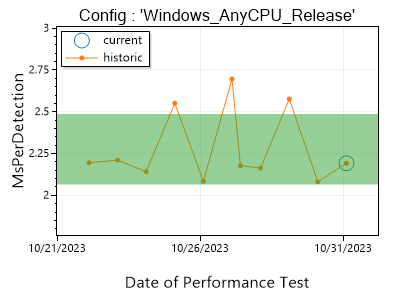 Config : 'Windows_AnyCPU_Release'
current
historic
MsPerDetection
3
2.75
2.5
2.25
2
10/21/2023
10/26/2023
10/31/2023
Date of Performance Test